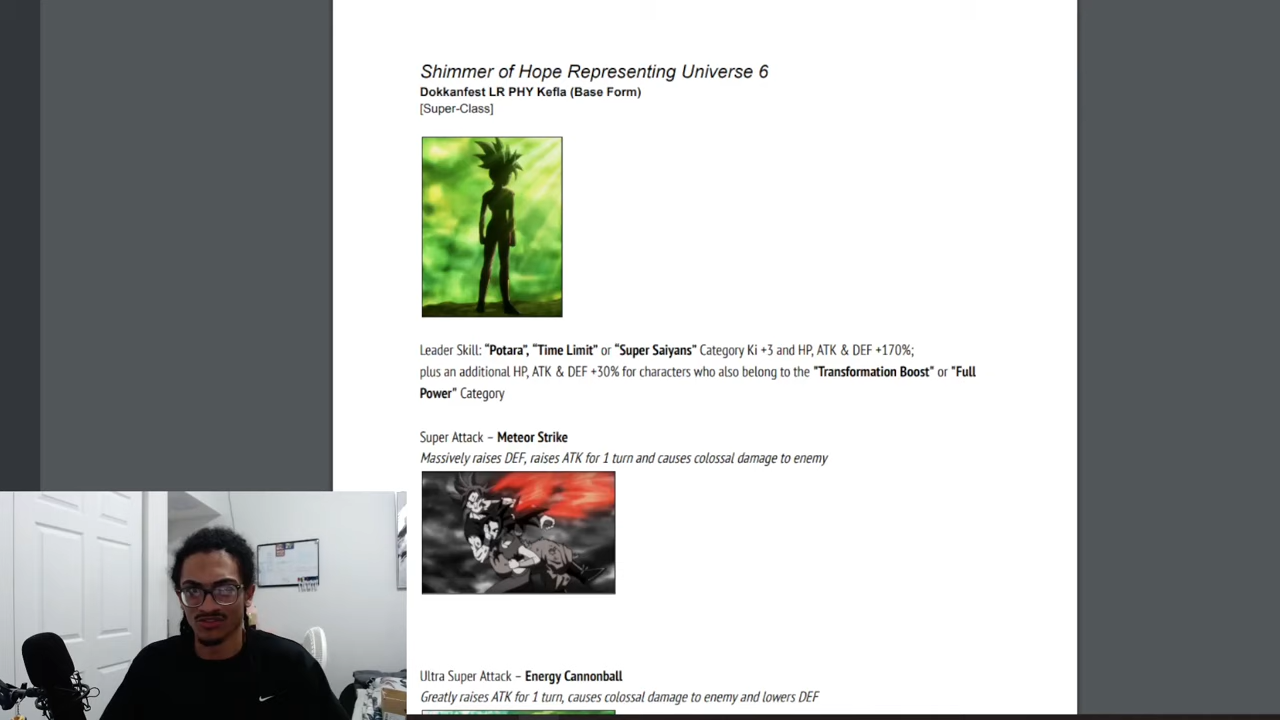 Shimmer of Hope Representing Universe 6
Dokkanfest LR PHY Kefla (Base Form)
[Super-Class]
Leader Skill: “Potara”, “Time Limit” or “Super Saiyans” Category Ki +3 and HP, ATK & DEF +170%;
plus an additional HP, ATK & DEF +30% for characters who also belong to the "Transformation Boost" or "Full
Power" Category
Super Attack – Meteor Strike
Massively raises DEF, raises ATK for 1 turn and causes colossal damage to enemy
Ultra Super Attack – Energy Cannonball
Greatly raises ATK for 1 turn, causes colossal damage to enemy and lowers DEF